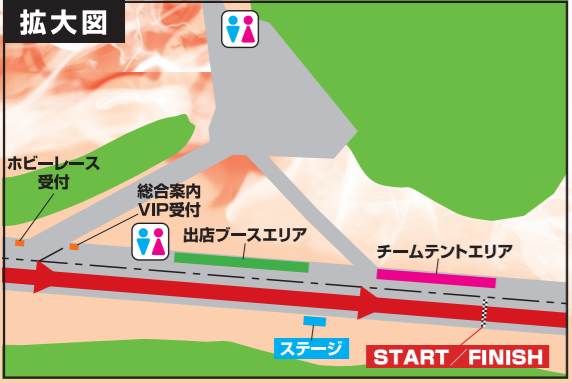 拡大図
ホビーレース
受付
総合案内
VIP受付
出店ブースエリア
チームテントエリア
ステージ
START／FINISH